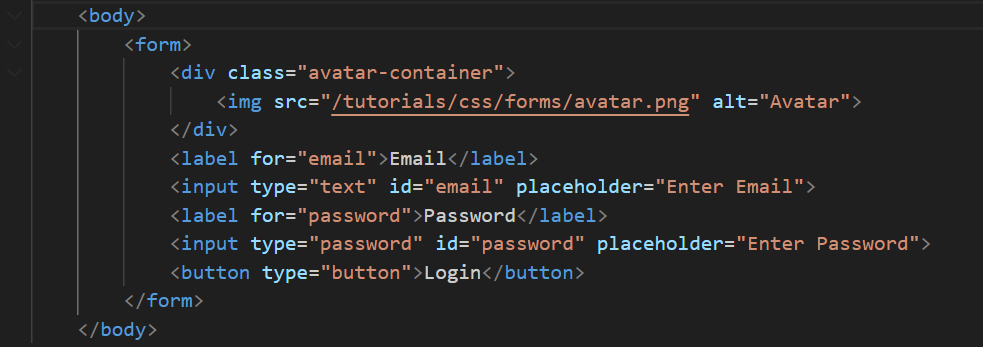 <body>
<form>
<div class="avatar-container">
<img src="/tutorials/css/forms/avatar.png" alt="Avatar">
</div>
<label for="email">Email</label>
<input type="text" id="email" placeholder="Enter Email">
<label for="password">Password</label>
<input type="password" id="password" placeholder="Enter Password">
<button type="button">Login</button>
</form>
</body>